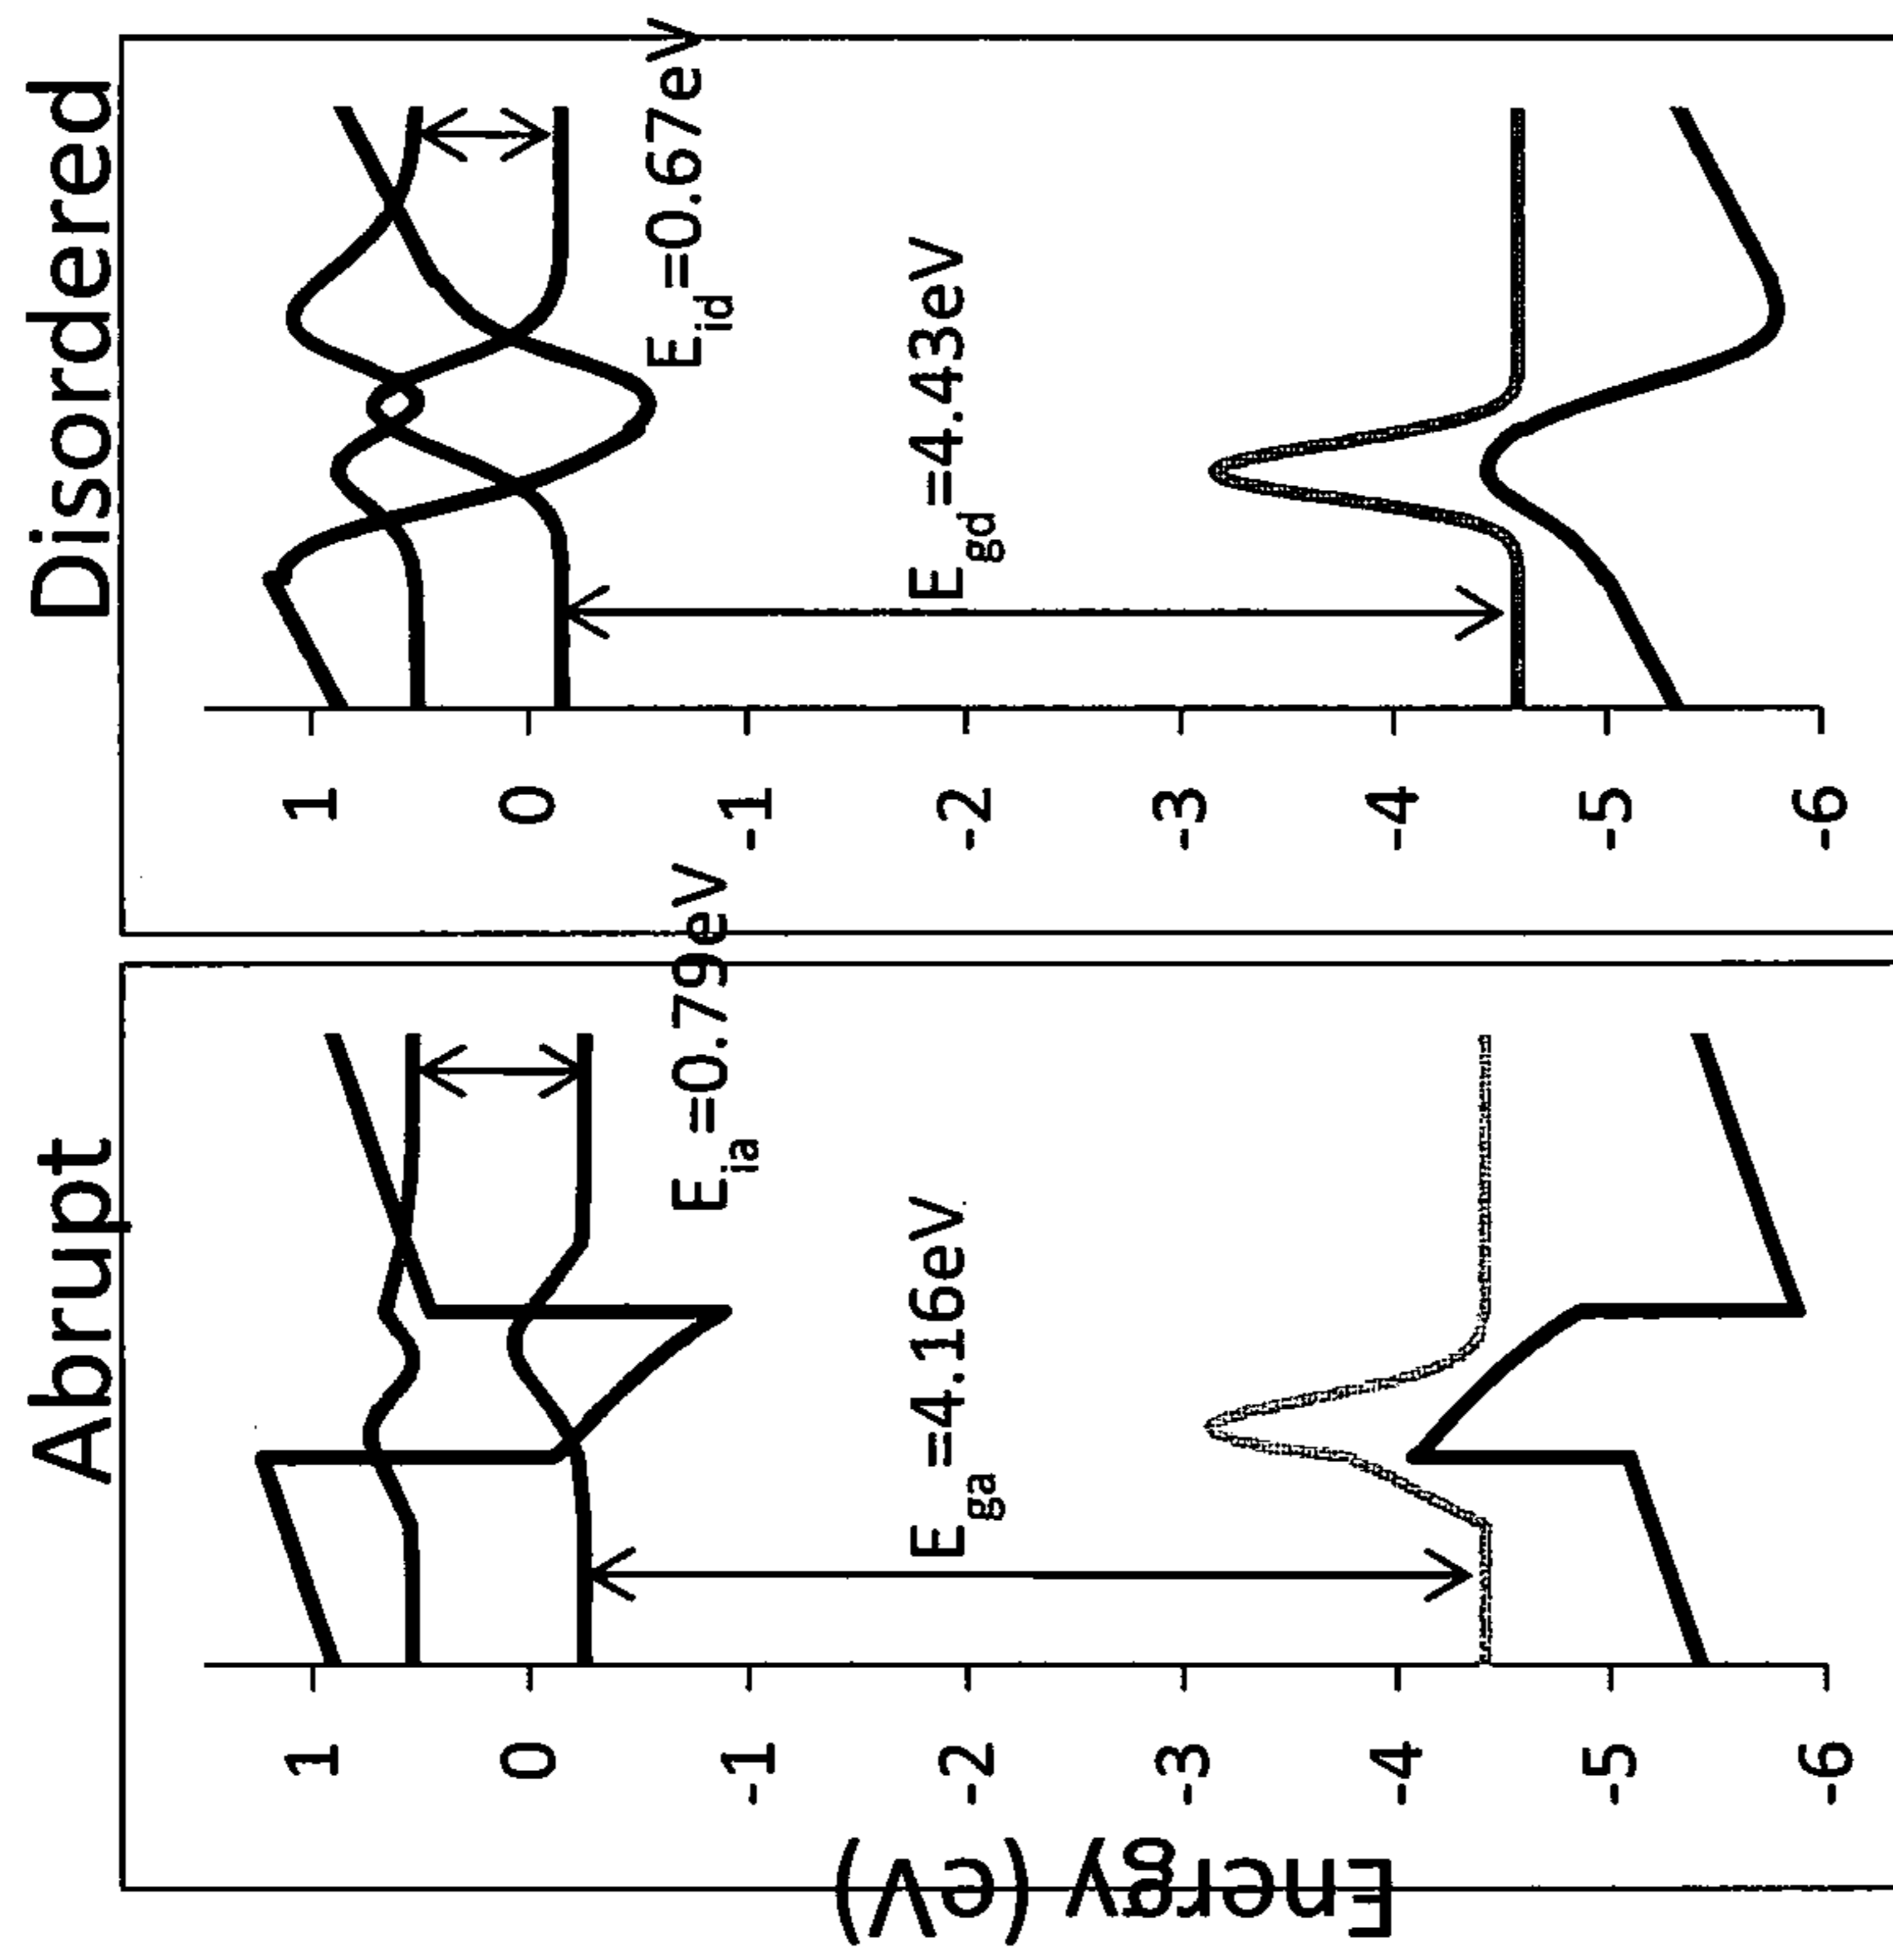 Abrupt
Disordered
Energy (eV)
1
0
-1
-2
-3
-4
-5
-6
E_ia =0.79eV
E_ga =4.16eV
1
0
-1
-2
-3
-4
-5
-6
E_id =0.67eV
E_gd =4.43eV